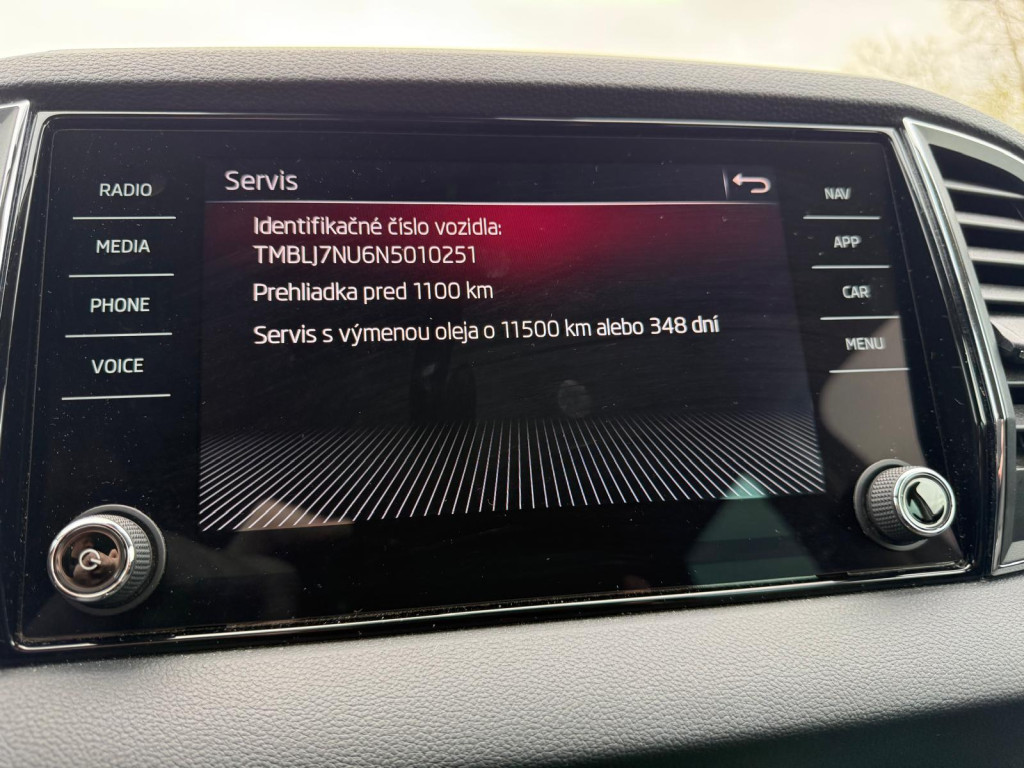 Servis
Identifikačné číslo vozidla:
TMBLJ7NU6N5010251
Prehliadka pred 1100 km
Servis s výmenou oleja o 11500 km alebo 348 dní
RADIO
MEDIA
PHONE
VOICE
NAV
APP
CAR
MENU